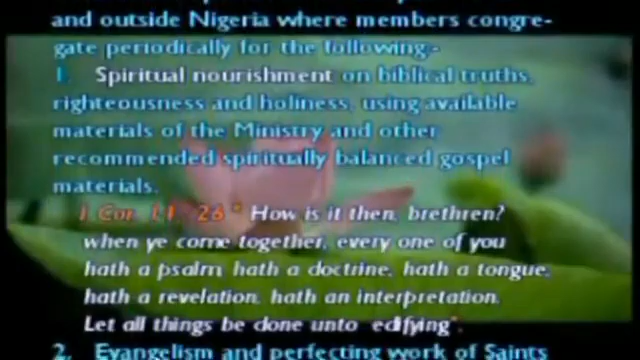 and outside Nigeria where members congre-
gate periodically for the following:-
1. Spiritual nourishment on biblical truths,
righteousness and holiness, using available
materials of the Ministry and other
recommended spiritually balanced gospel
materials.
1 Cor. 26 " How is it then, brethren?
when ye come together, every one of you
hath a psalm, hath a doctrine, hath a tongue,
hath a revelation, hath an interpretation.
Let all things be done unto edifying".
2. Evangelism and perfecting work of Saints